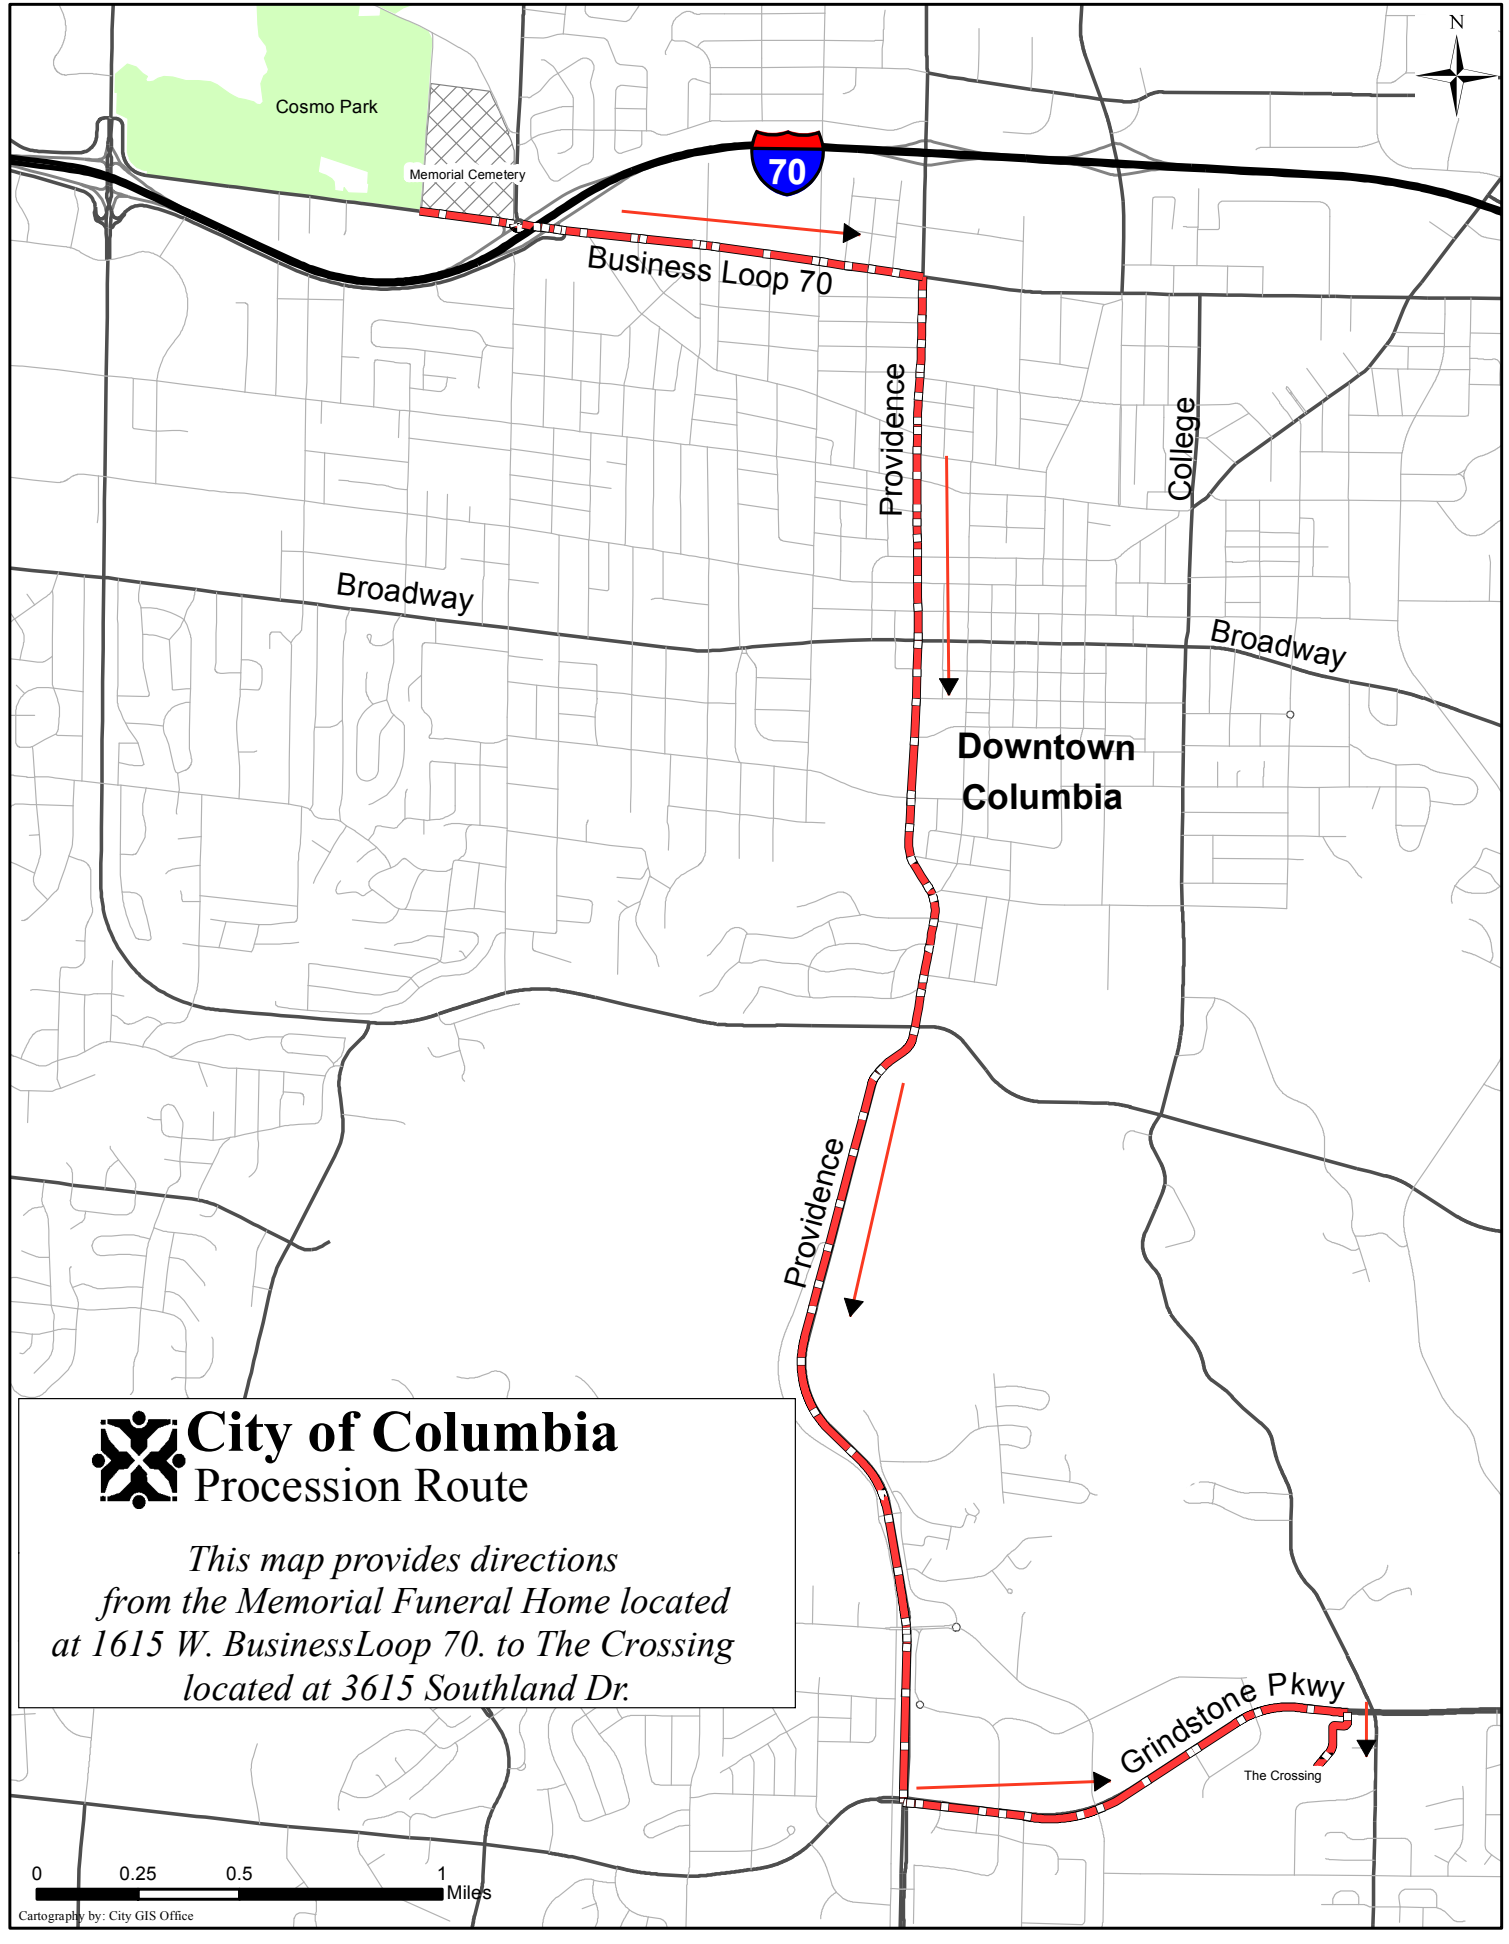 N
Cosmo Park
Memorial Cemetery
70
Business Loop 70
Providence
College
Broadway
Broadway
Downtown
Columbia
Providence
City of Columbia
Procession Route
This map provides directions
from the Memorial Funeral Home located
at 1615 W. BusinessLoop 70. to The Crossing
located at 3615 Southland Dr.
Grindstone Pkwy
The Crossing
0 0.25 0.5 1
Miles
Cartography by: City GIS Office